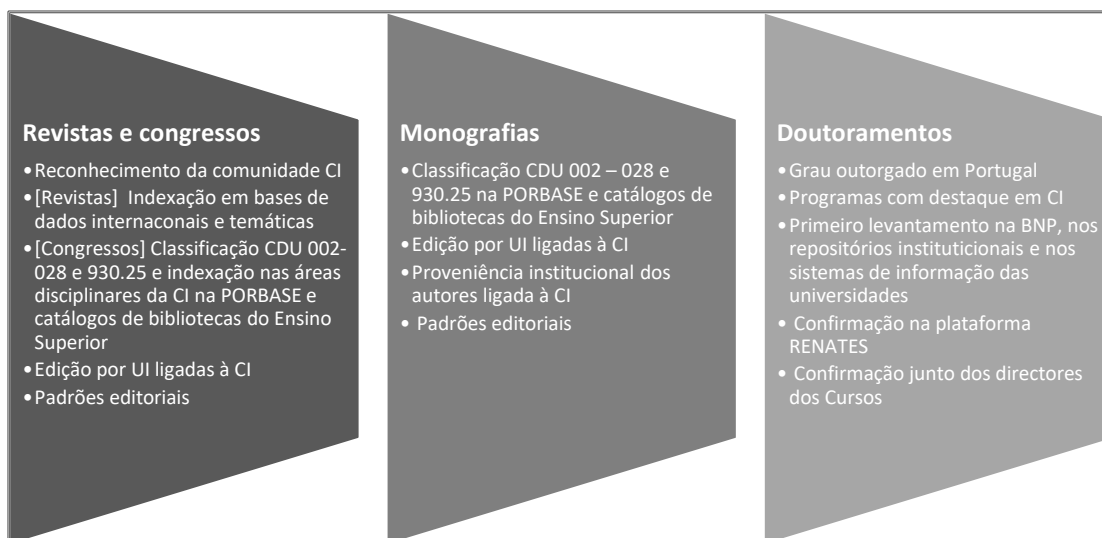 Revistas e congressos
•Reconhecimento da comunidade CI
•[Revistas] Indexação em bases de
dados internaconais e temáticas
•[Congressos] Classificação CDU 002-
028 e 930.25 e indexação nas áreas
disciplinares da CI na PORBASE e
catálogos de bibliotecas do Ensino
Superior
•Edição por UI ligadas à CI
•Padrões editoriais
Monografias
•Classificação CDU 002 – 028 e
930.25 na PORBASE e catálogos de
bibliotecas do Ensino Superior
•Edição por UI ligadas à CI
•Proveniência institucional dos
autores ligada à CI
• Padrões editoriais
Doutoramentos
•Grau outorgado em Portugal
•Programas com destaque em CI
•Primeiro levantamento na BNP, nos
repositórios instituticionais e nos
sistemas de informação das
universidades
• Confirmação na plataforma
RENATES
• Confirmação junto dos directores
dos Cursos